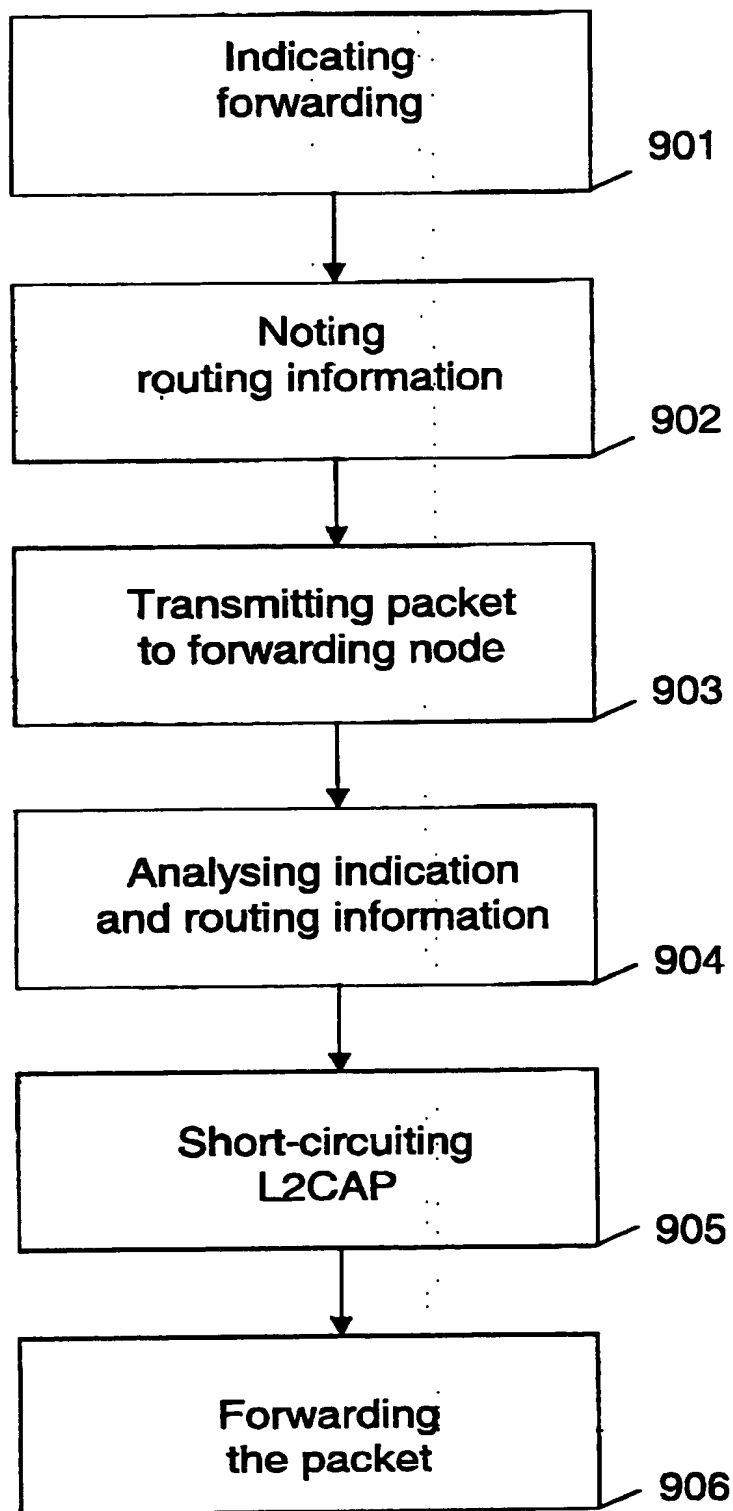 Indicating
forwarding
901
Noting
routing information
902
Transmitting packet
to forwarding node
903
Analysing indication
and routing information
904
Short-circuiting
L2CAP
905
Forwarding
the packet
906